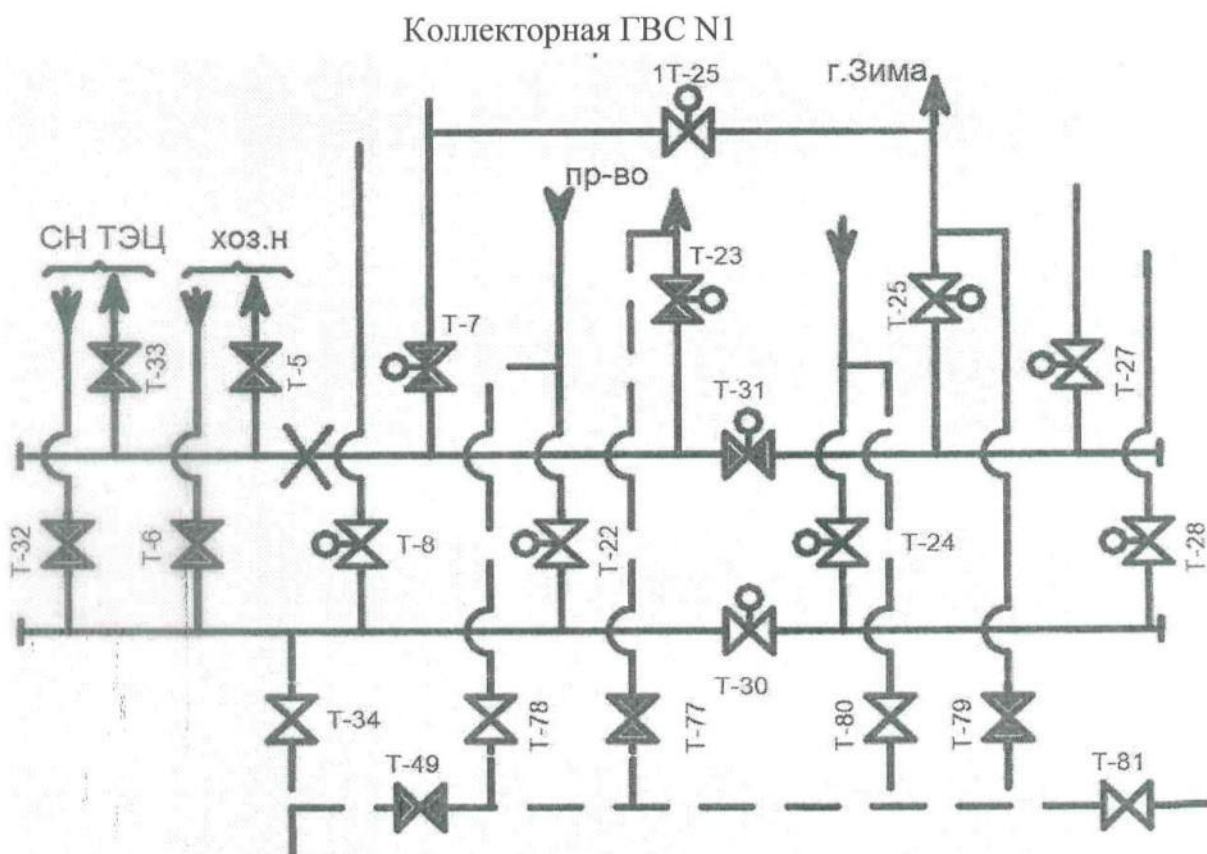 Коллекторная ГВС N1
1Т-25
г.Зима
пр-во
СН ТЭЦ
хоз.н
Т-23
Т-25
Т-7
Т-33
Т-5
Т-31
Т-27
Т-32
Т-6
Т-8
Т-22
Т-24
Т-28
Т-30
Т-34
Т-78
Т-77
Т-80
Т-79
Т-49
Т-81